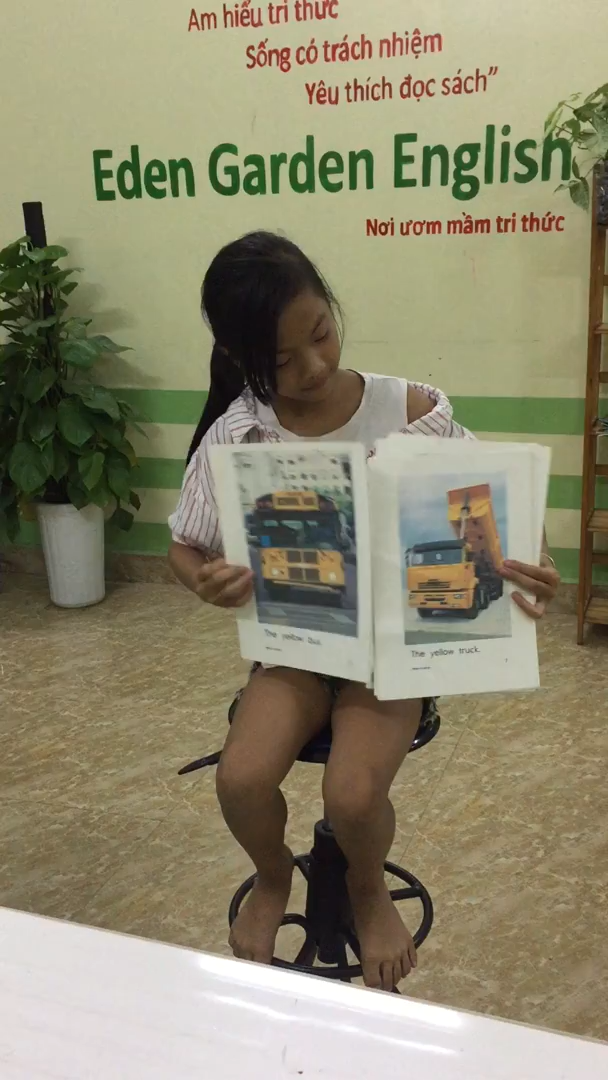 Am hiểu tri thức
Sống có trách nhiệm
Yêu thích đọc sách”
Eden Garden English
Nơi ươm mầm tri thức
The yellow bus.
The yellow truck.